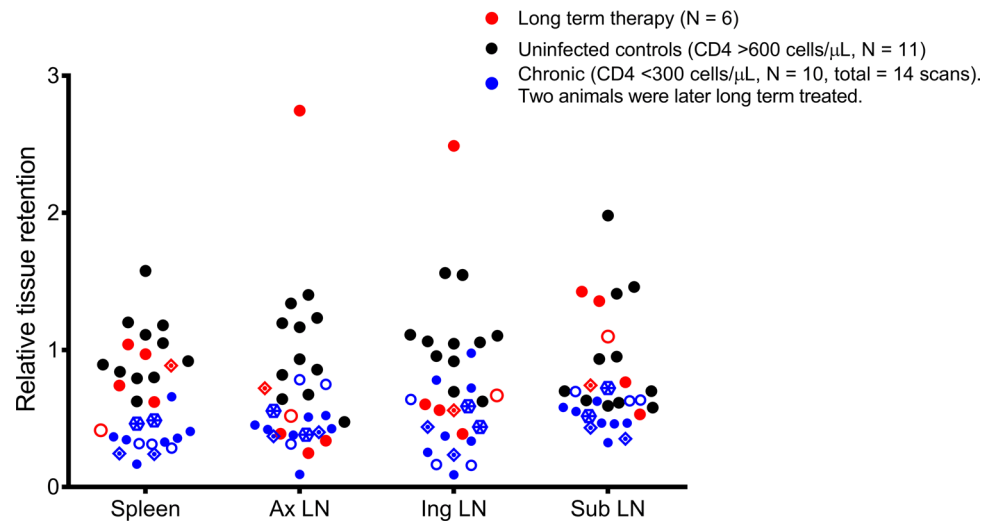 Long term therapy (N = 6)
Uninfected controls (CD4 >600 cells/μL, N = 11)
Chronic (CD4 <300 cells/μL, N = 10, total = 14 scans).
Two animals were later long term treated.
Relative tissue retention
3
2
1
0
Spleen Ax LN Ing LN Sub LN